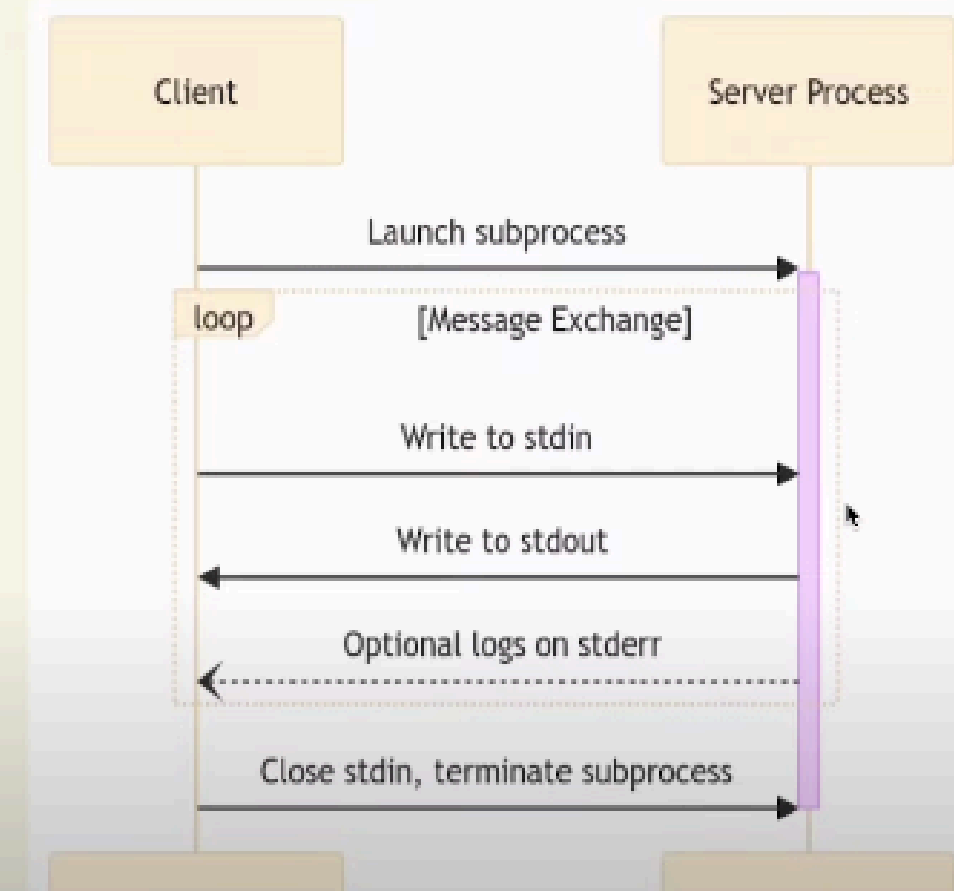 Client
Server Process
Launch subprocess
loop
[Message Exchange]
Write to stdin
Write to stdout
Optional logs on stderr
Close stdin, terminate subprocess